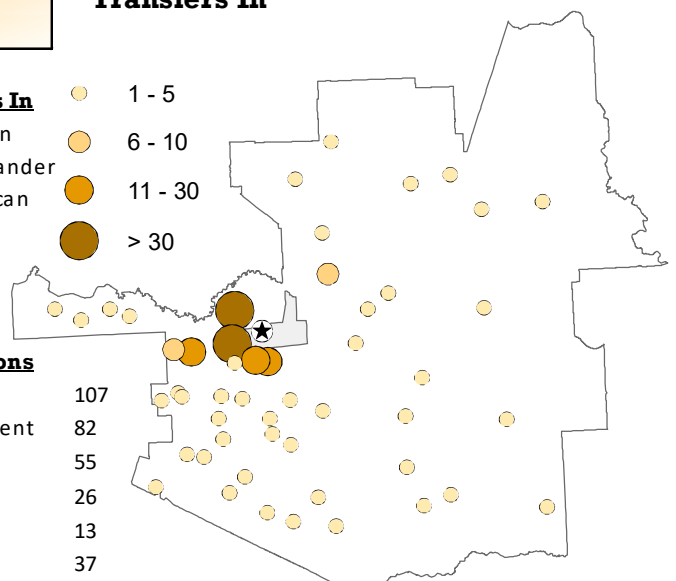 Transfers In
s In
n
ander
can
1 - 5
6 - 10
11 - 30
> 30
ons
107
ent 82
55
26
13
37